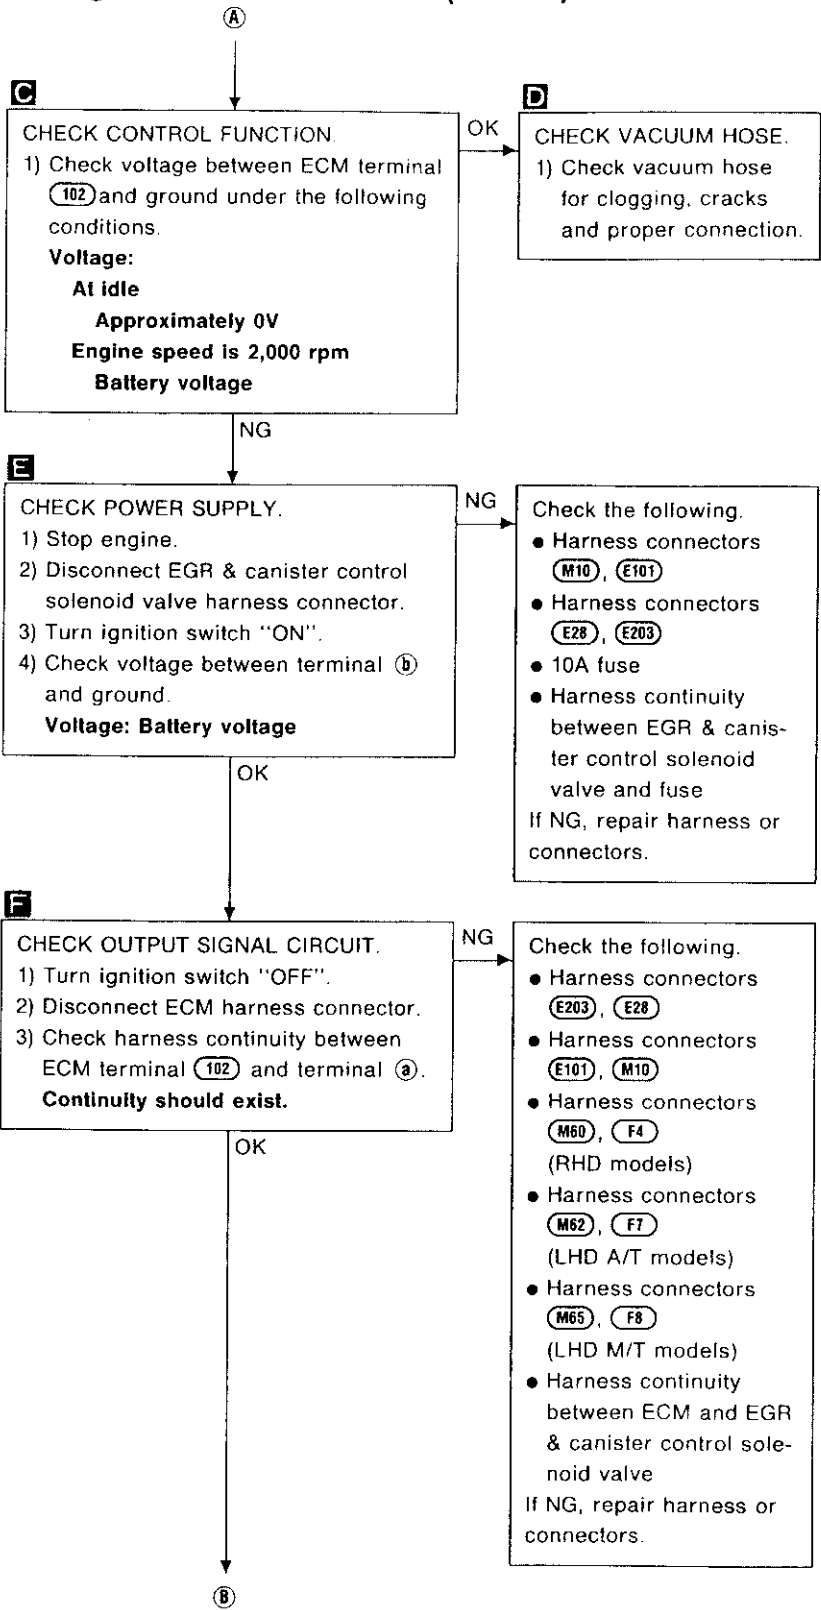 A
C
CHECK CONTROL FUNCTION.
1) Check voltage between ECM terminal
102 and ground under the following
conditions.
Voltage:
At idle
Approximately 0V
Engine speed is 2,000 rpm
Battery voltage
OK
D
CHECK VACUUM HOSE.
1) Check vacuum hose
for clogging, cracks
and proper connection.
NG
E
CHECK POWER SUPPLY.
1) Stop engine.
2) Disconnect EGR & canister control
solenoid valve harness connector.
3) Turn ignition switch "ON".
4) Check voltage between terminal b
and ground.
Voltage: Battery voltage
NG
Check the following.
● Harness connectors
M10, E101
● Harness connectors
E28, E203
● 10A fuse
● Harness continuity
between EGR & canis-
ter control solenoid
valve and fuse
If NG, repair harness or
connectors.
OK
F
CHECK OUTPUT SIGNAL CIRCUIT.
1) Turn ignition switch "OFF".
2) Disconnect ECM harness connector.
3) Check harness continuity between
ECM terminal 102 and terminal a.
Continuity should exist.
NG
Check the following.
● Harness connectors
E203, E28
● Harness connectors
E101, M10
● Harness connectors
M60, F4
(RHD models)
● Harness connectors
M62, F7
(LHD A/T models)
● Harness connectors
M65, F8
(LHD M/T models)
● Harness continuity
between ECM and EGR
& canister control sole-
noid valve
If NG, repair harness or
connectors.
OK
B